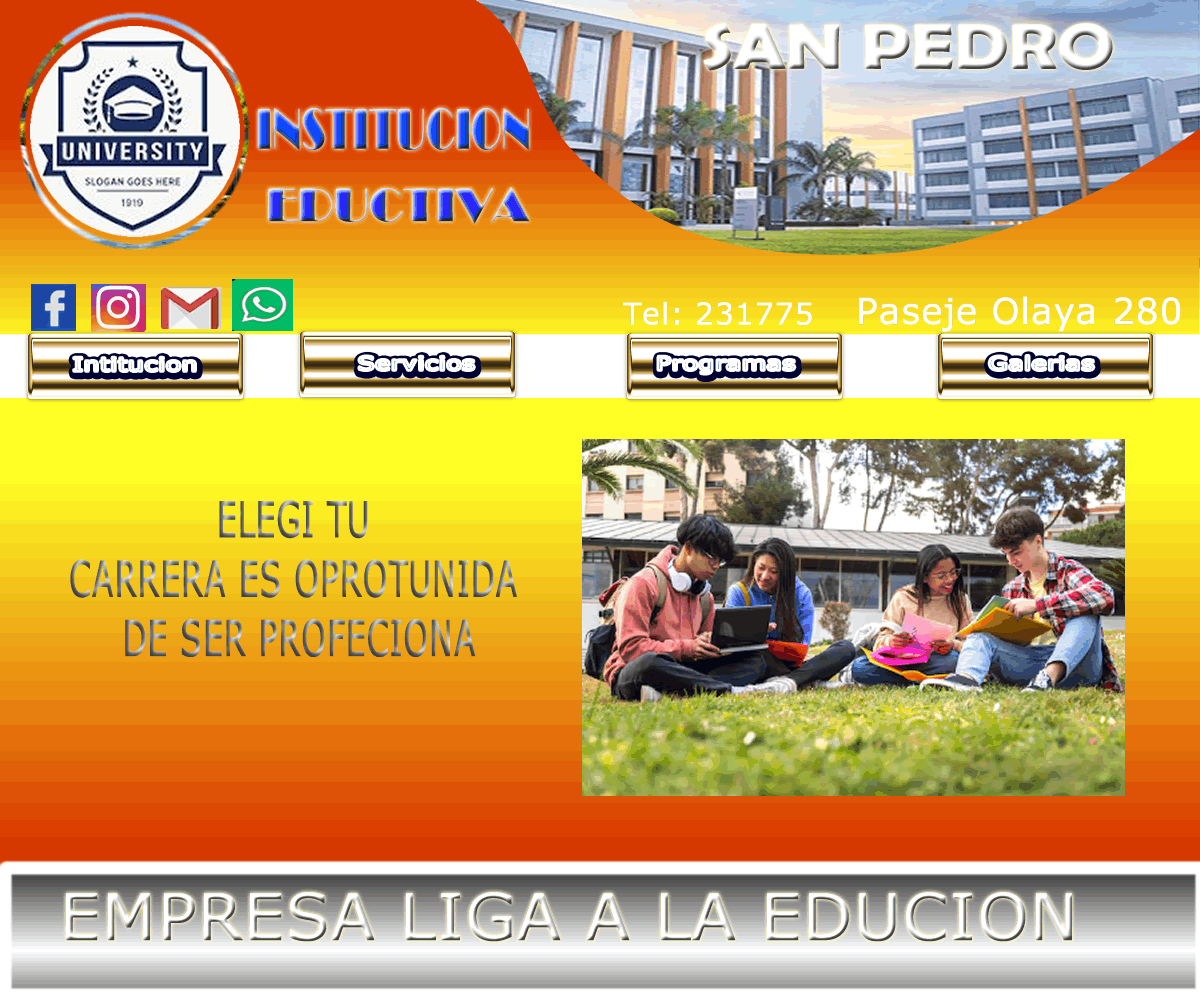 SAN PEDRO
UNIVERSITY
SLOGAN GOES HERE
1919
INSTITUCION
EDUCTIVA
Tel: 231775
Paseje Olaya 280
Intitucion
Servicios
Programas
Galerias
ELEGI TU
CARRERA ES OPROTUNIDA
DE SER PROFECIONA
EMPRESA LIGA A LA EDUCION